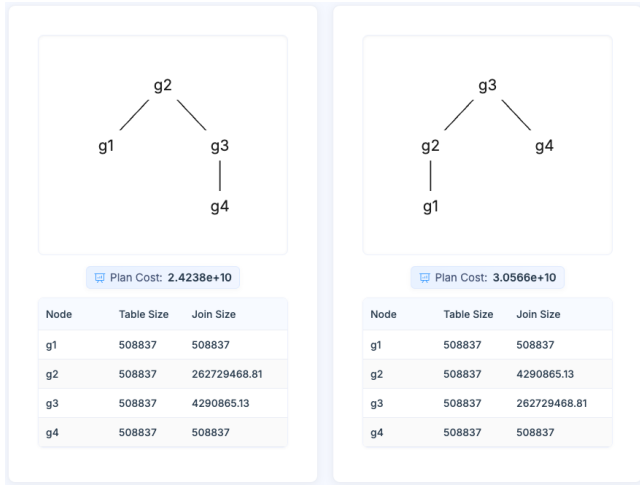 g2
g1 g3
g4
Plan Cost: 2.4238e+10
Node Table Size Join Size
g1 508837 508837
g2 508837 262729468.81
g3 508837 4290865.13
g4 508837 508837
g3
g2 g4
g1
Plan Cost: 3.0566e+10
Node Table Size Join Size
g1 508837 508837
g2 508837 4290865.13
g3 508837 262729468.81
g4 508837 508837